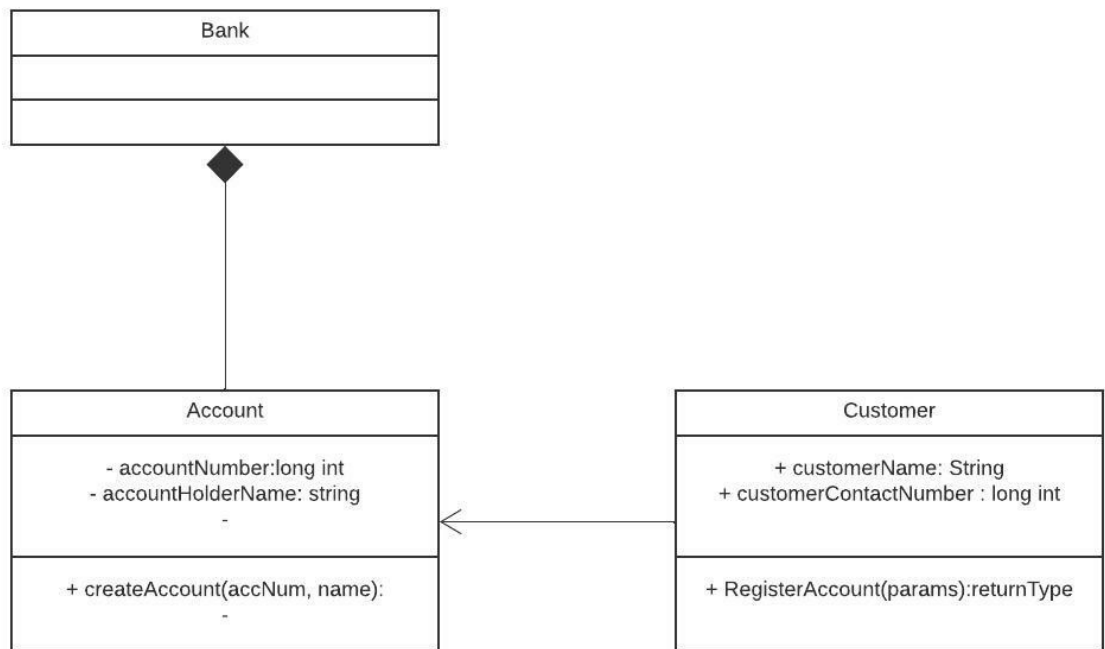 Bank
Account
- accountNumber:long int
- accountHolderName: string
-
+ createAccount(accNum, name):
-
Customer
+ customerName: String
+ customerContactNumber : long int
+ RegisterAccount(params):returnType